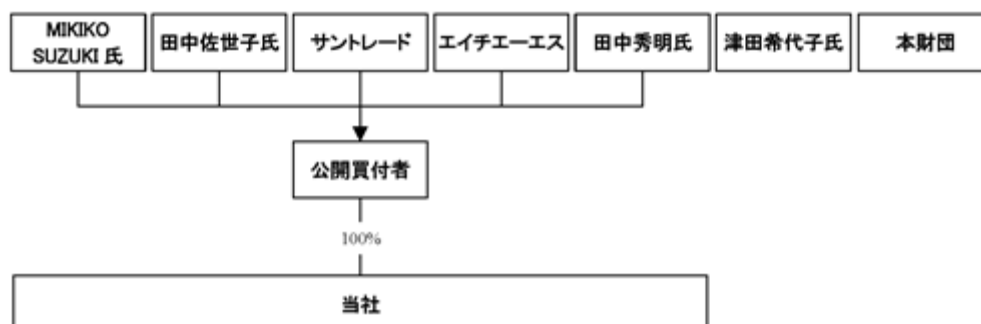 MIKIKO
SUZUKI 氏
田中佐世子氏
サントレード
エイチエーエス
田中秀明氏
津田希代子氏
本財団
公開買付者
100%
当社